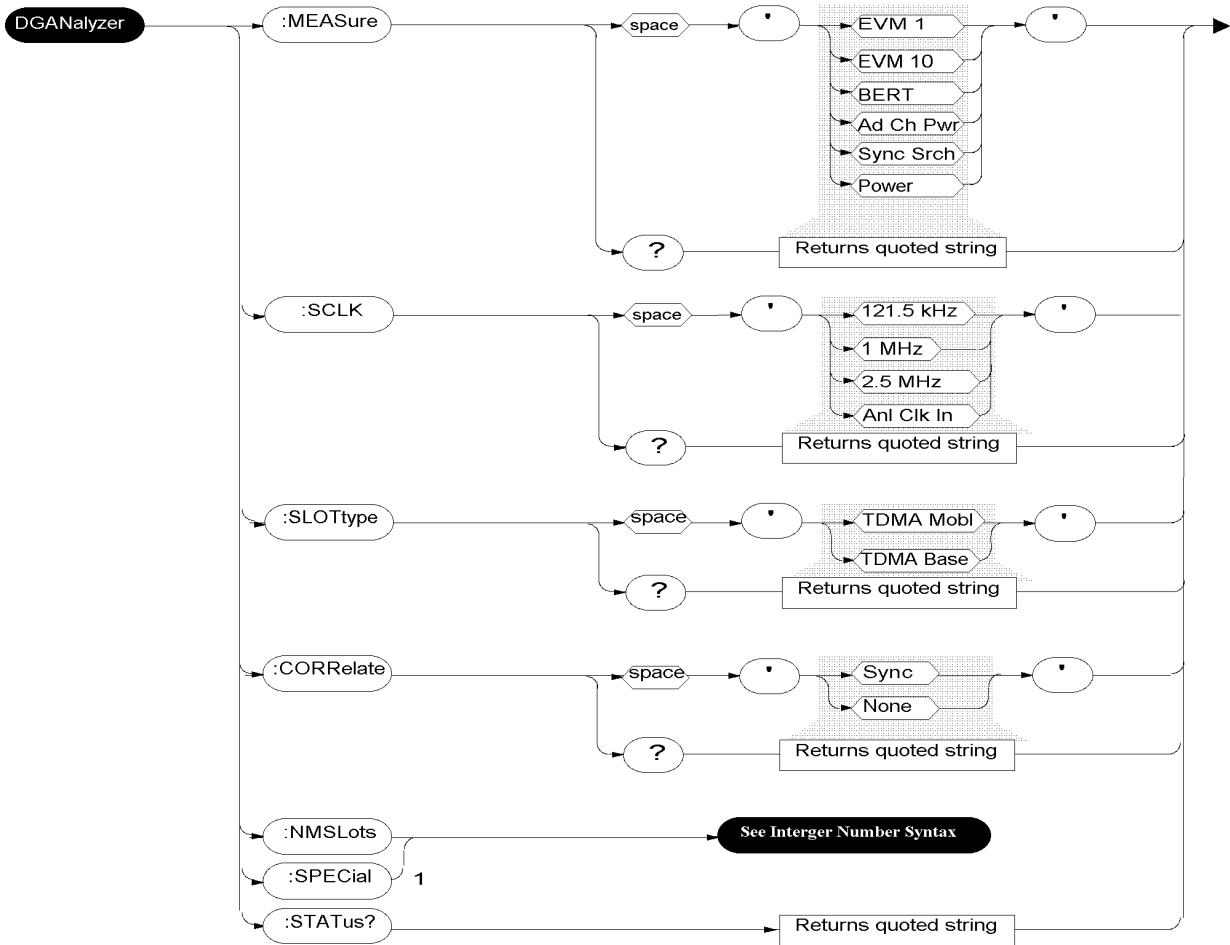 DGANalyzer
:MEASure
space
'
EVM 1
'
EVM 10
BERT
Ad Ch Pwr
Sync Srch
Power
?
Returns quoted string
:SCLK
space
'
121.5 kHz
'
1 MHz
2.5 MHz
Anl Clk In
?
Returns quoted string
:SLOTtype
space
'
TDMA Mobl
'
TDMA Base
?
Returns quoted string
:CORRelate
space
'
Sync
'
None
?
Returns quoted string
:NMSLots
See Interger Number Syntax
:SPECial
1
:STATus?
Returns quoted string